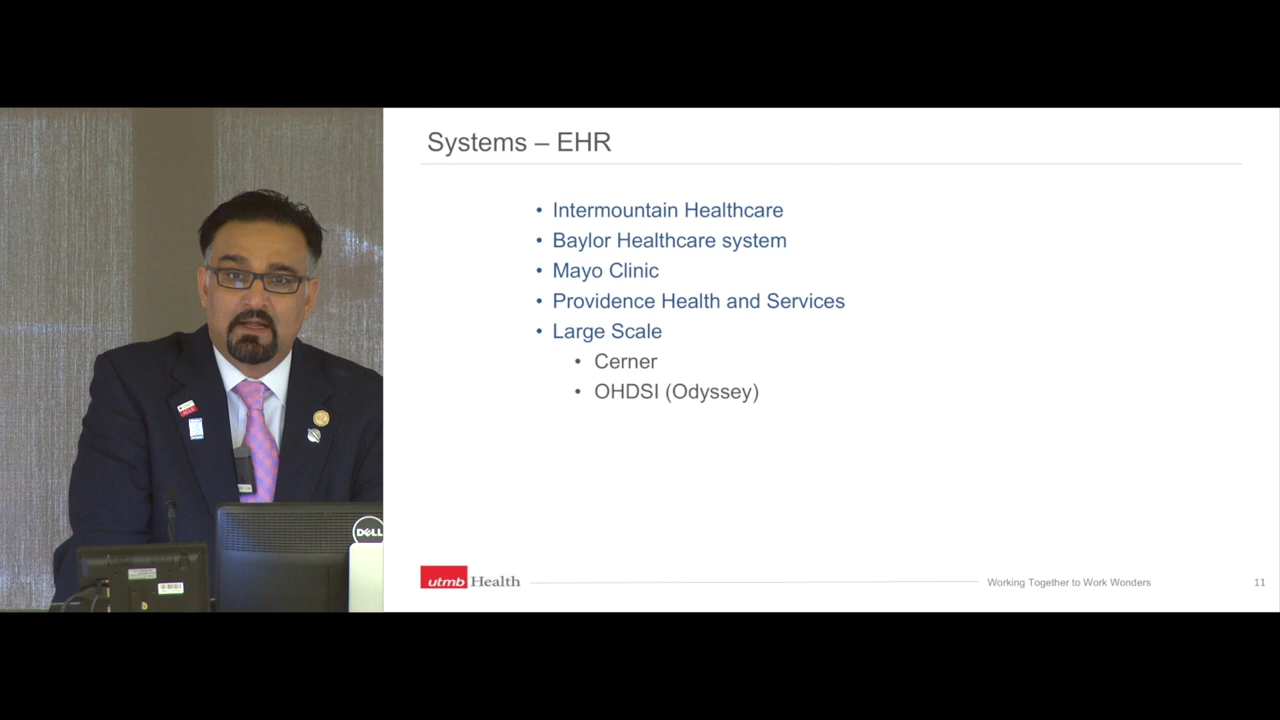 Systems – EHR
• Intermountain Healthcare
• Baylor Healthcare system
• Mayo Clinic
• Providence Health and Services
• Large Scale
• Cerner
• OHDSI (Odyssey)
DELL
utmb Health
Working Together to Work Wonders
11